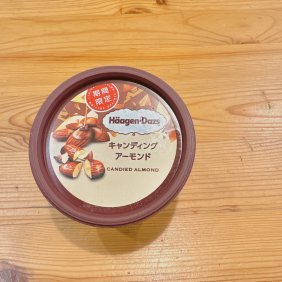 期間
限定
Häagen-Dazs
キャンディング
アーモンド
CANDIED ALMOND